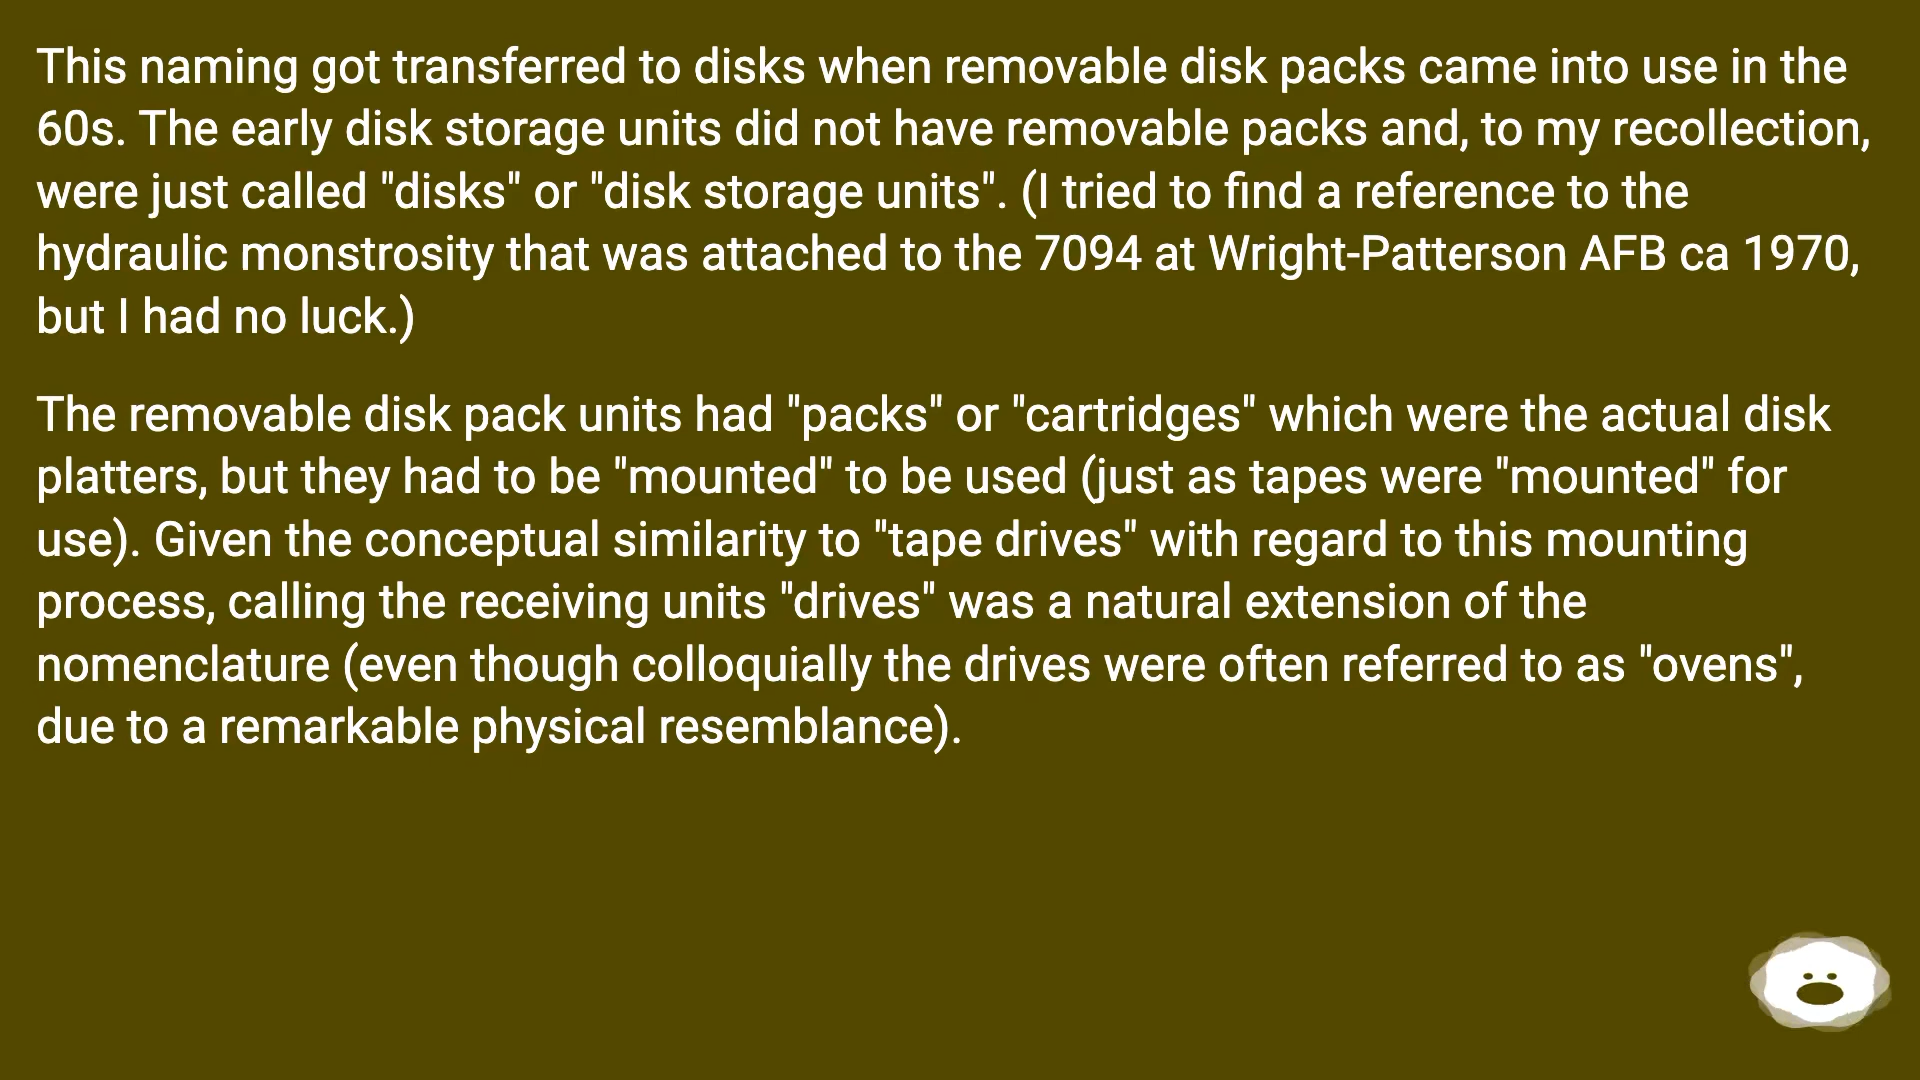 This naming got transferred to disks when removable disk packs came into use in the
60s. The early disk storage units did not have removable packs and, to my recollection,
were just called "disks" or "disk storage units". (I tried to find a reference to the
hydraulic monstrosity that was attached to the 7094 at Wright-Patterson AFB ca 1970,
but I had no luck.)
The removable disk pack units had "packs" or "cartridges" which were the actual disk
platters, but they had to be "mounted" to be used (just as tapes were "mounted" for
use). Given the conceptual similarity to "tape drives" with regard to this mounting
process, calling the receiving units "drives" was a natural extension of the
nomenclature (even though colloquially the drives were often referred to as "ovens",
due to a remarkable physical resemblance).